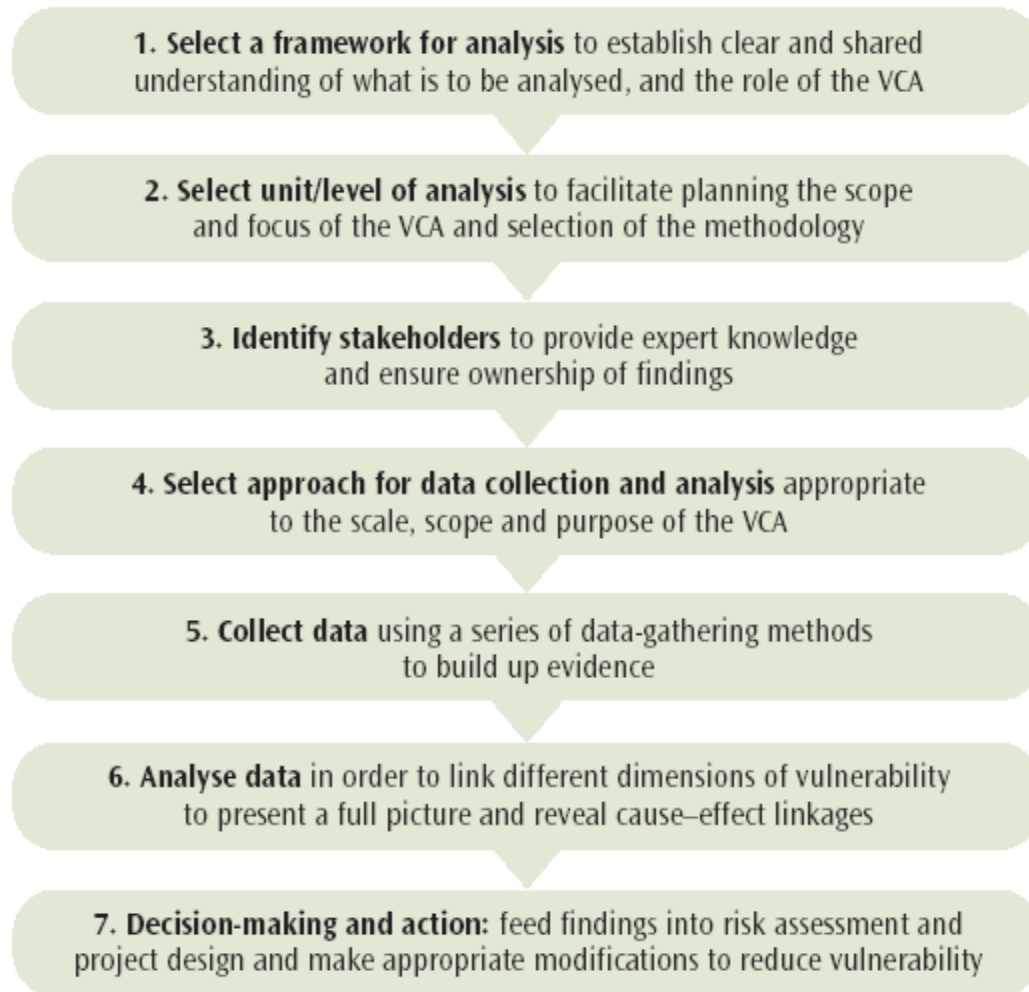 1. Select a framework for analysis to establish clear and shared
understanding of what is to be analysed, and the role of the VCA
2. Select unit/level of analysis to facilitate planning the scope
and focus of the VCA and selection of the methodology
3. Identify stakeholders to provide expert knowledge
and ensure ownership of findings
4. Select approach for data collection and analysis appropriate
to the scale, scope and purpose of the VCA
5. Collect data using a series of data-gathering methods
to build up evidence
6. Analyse data in order to link different dimensions of vulnerability
to present a full picture and reveal cause–effect linkages
7. Decision-making and action: feed findings into risk assessment and
project design and make appropriate modifications to reduce vulnerability